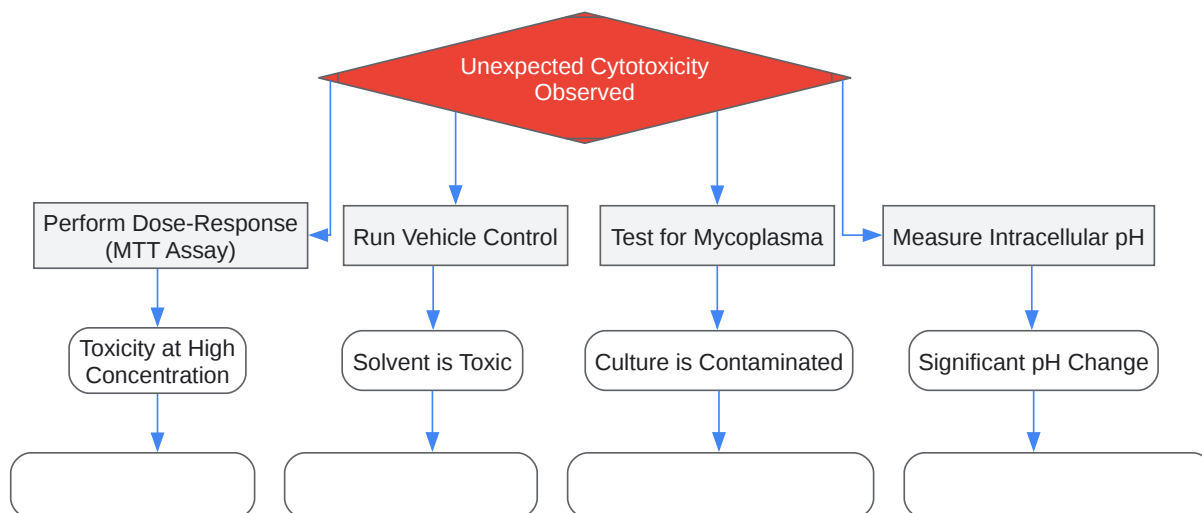 Unexpected Cytotoxicity
Observed
Perform Dose-Response
(MTT Assay)
Run Vehicle Control
Test for Mycoplasma
Measure Intracellular pH
Toxicity at High
Concentration
Solvent is Toxic
Culture is Contaminated
Significant pH Change